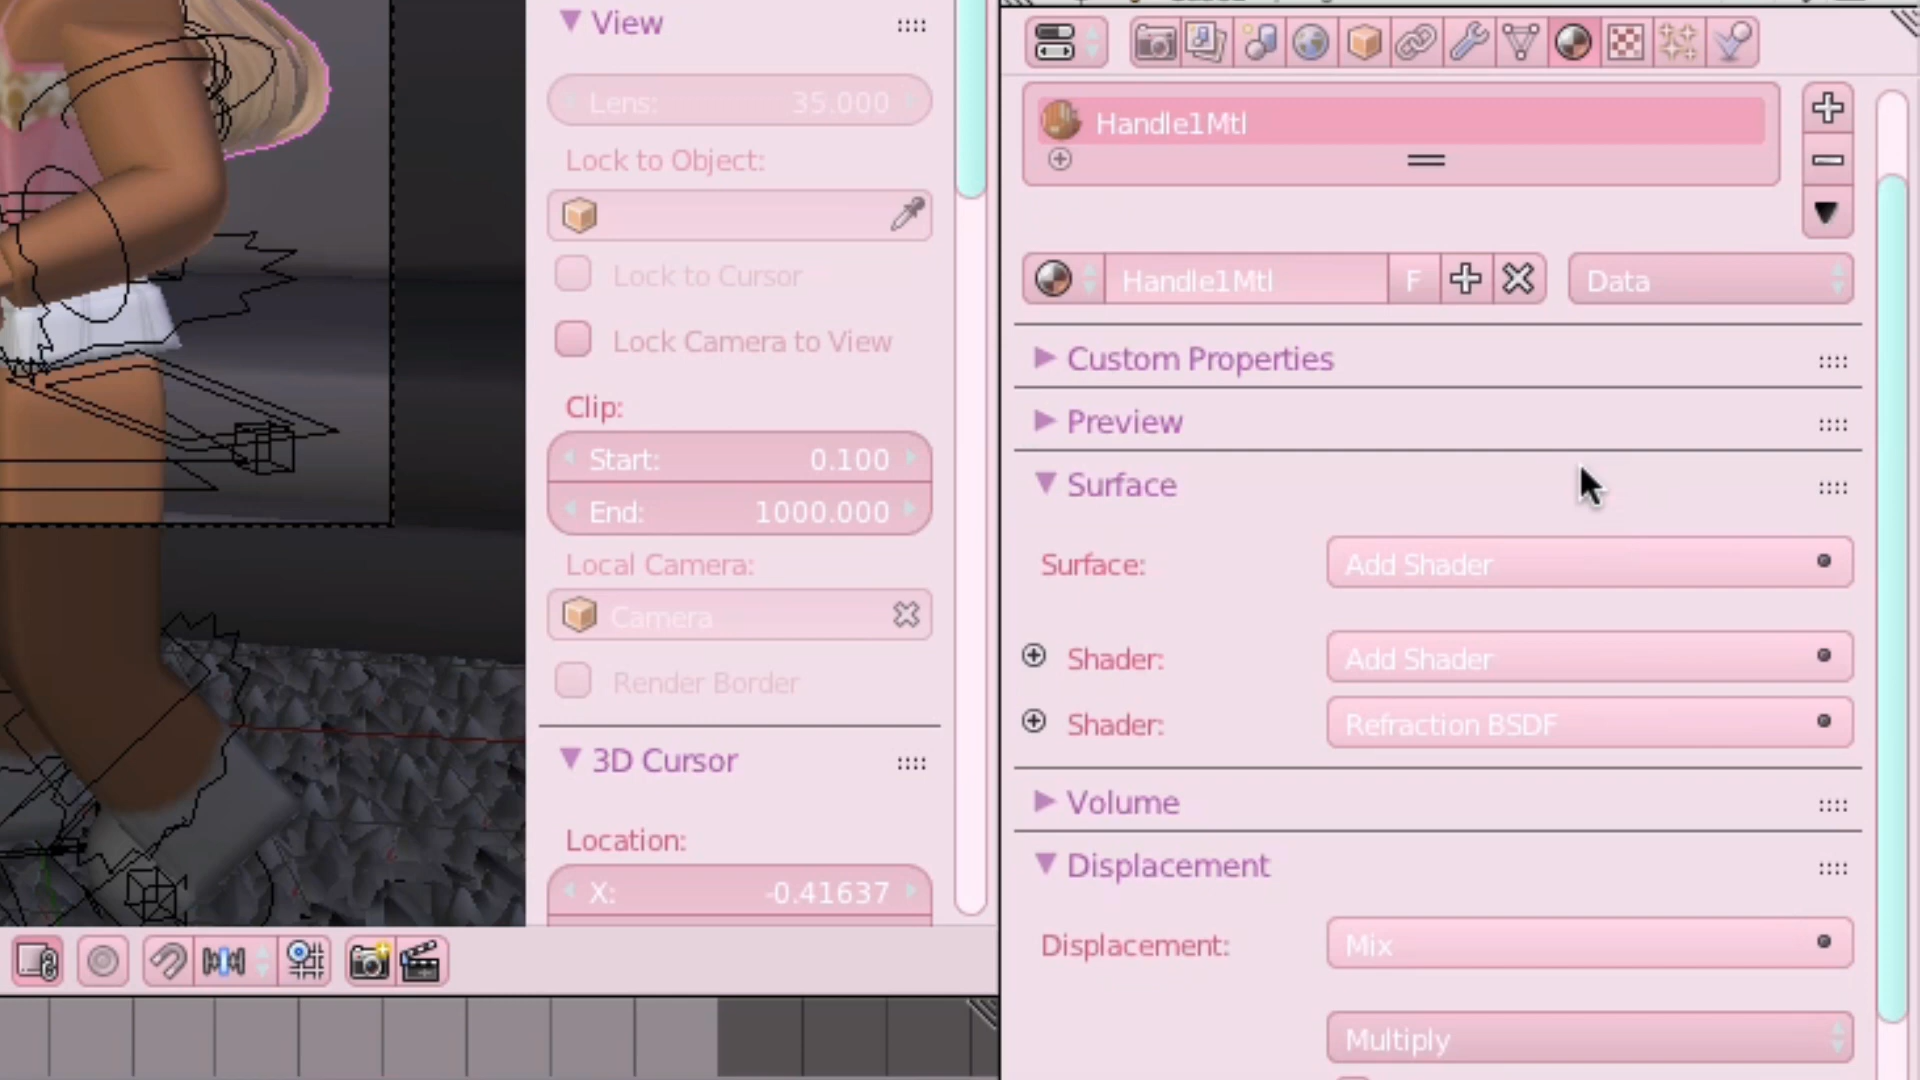 View
Lens: 35.000
Lock to Object:
Lock to Cursor
Lock Camera to View
Clip:
Start: 0.100
End: 1000.000
Local Camera:
Camera
Render Border
3D Cursor
Location:
X: -0.41637
Handle1Mtl
Handle1Mtl F Data
Custom Properties
Preview
Surface
Surface: Add Shader
Shader: Add Shader
Shader: Refraction BSDF
Volume
Displacement
Displacement: Mix
Multiply